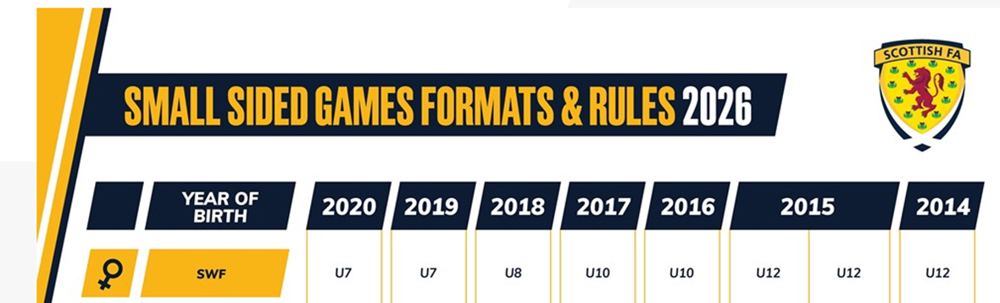 SCOTTISH FA
SMALL SIDED GAMES FORMATS & RULES 2026
YEAR OF
BIRTH
2020 2019 2018 2017 2016 2015 2014
SWF U7 U7 U8 U10 U10 U12 U12 U12